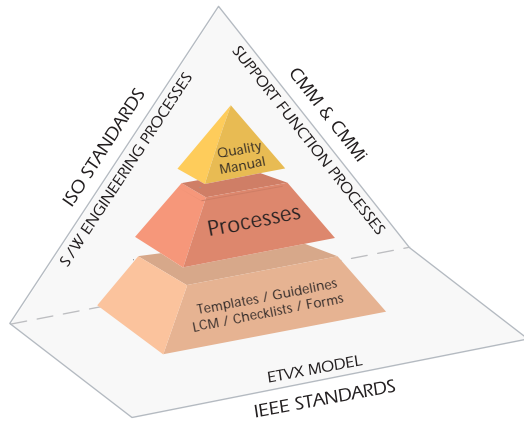 ISO STANDARDS
S/W ENGINEERING PROCESSES
CMM & CMMi
SUPPORT FUNCTION PROCESSES
Quality
Manual
Processes
Templates / Guidelines
LCM / Checklists / Forms
ETVX MODEL
IEEE STANDARDS